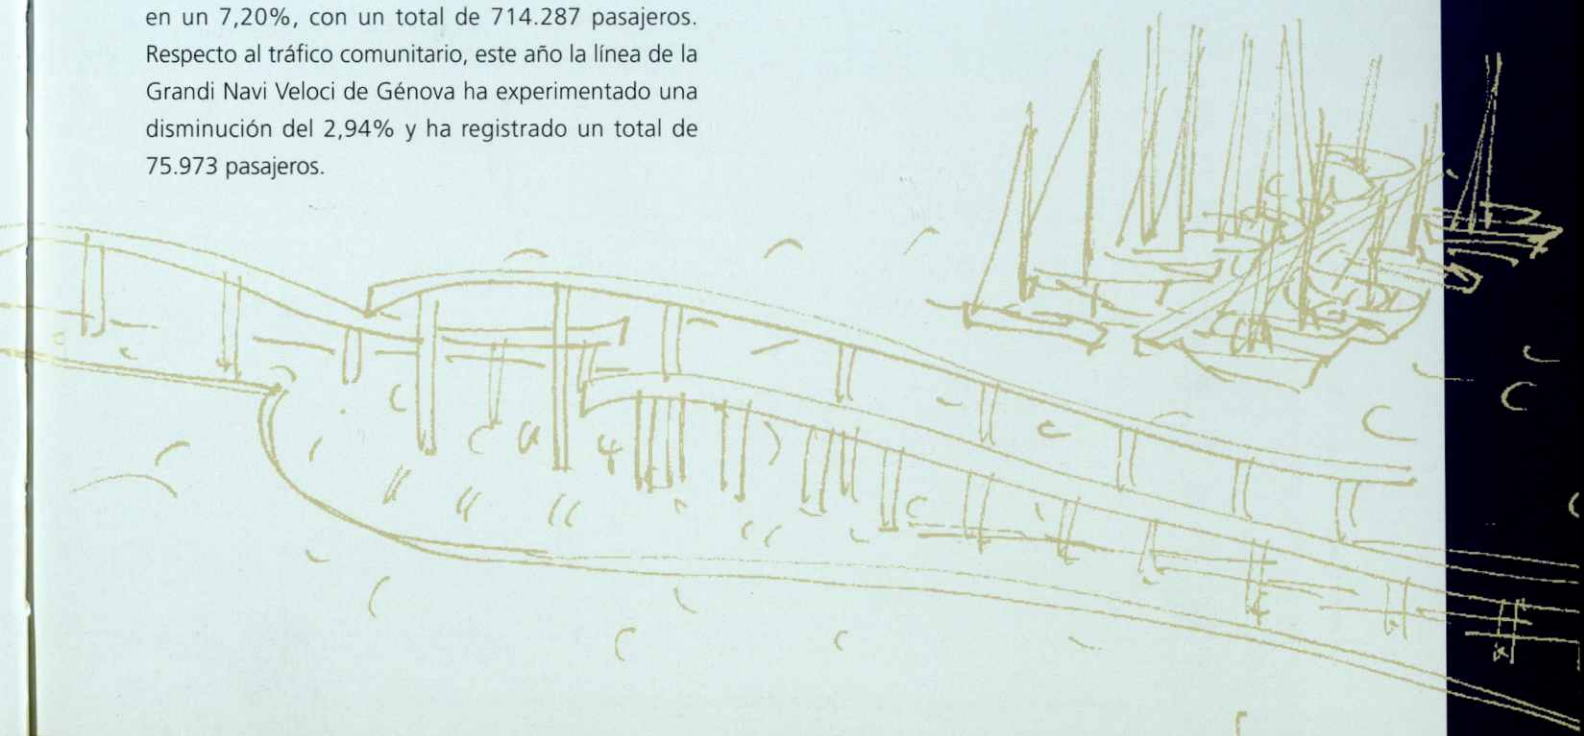 en un 7,20%, con un total de 714.287 pasajeros.
Respecto al tráfico comunitario, este año la línea de la
Grandi Navi Veloci de Génova ha experimentado una
disminución del 2,94% y ha registrado un total de
75.973 pasajeros.